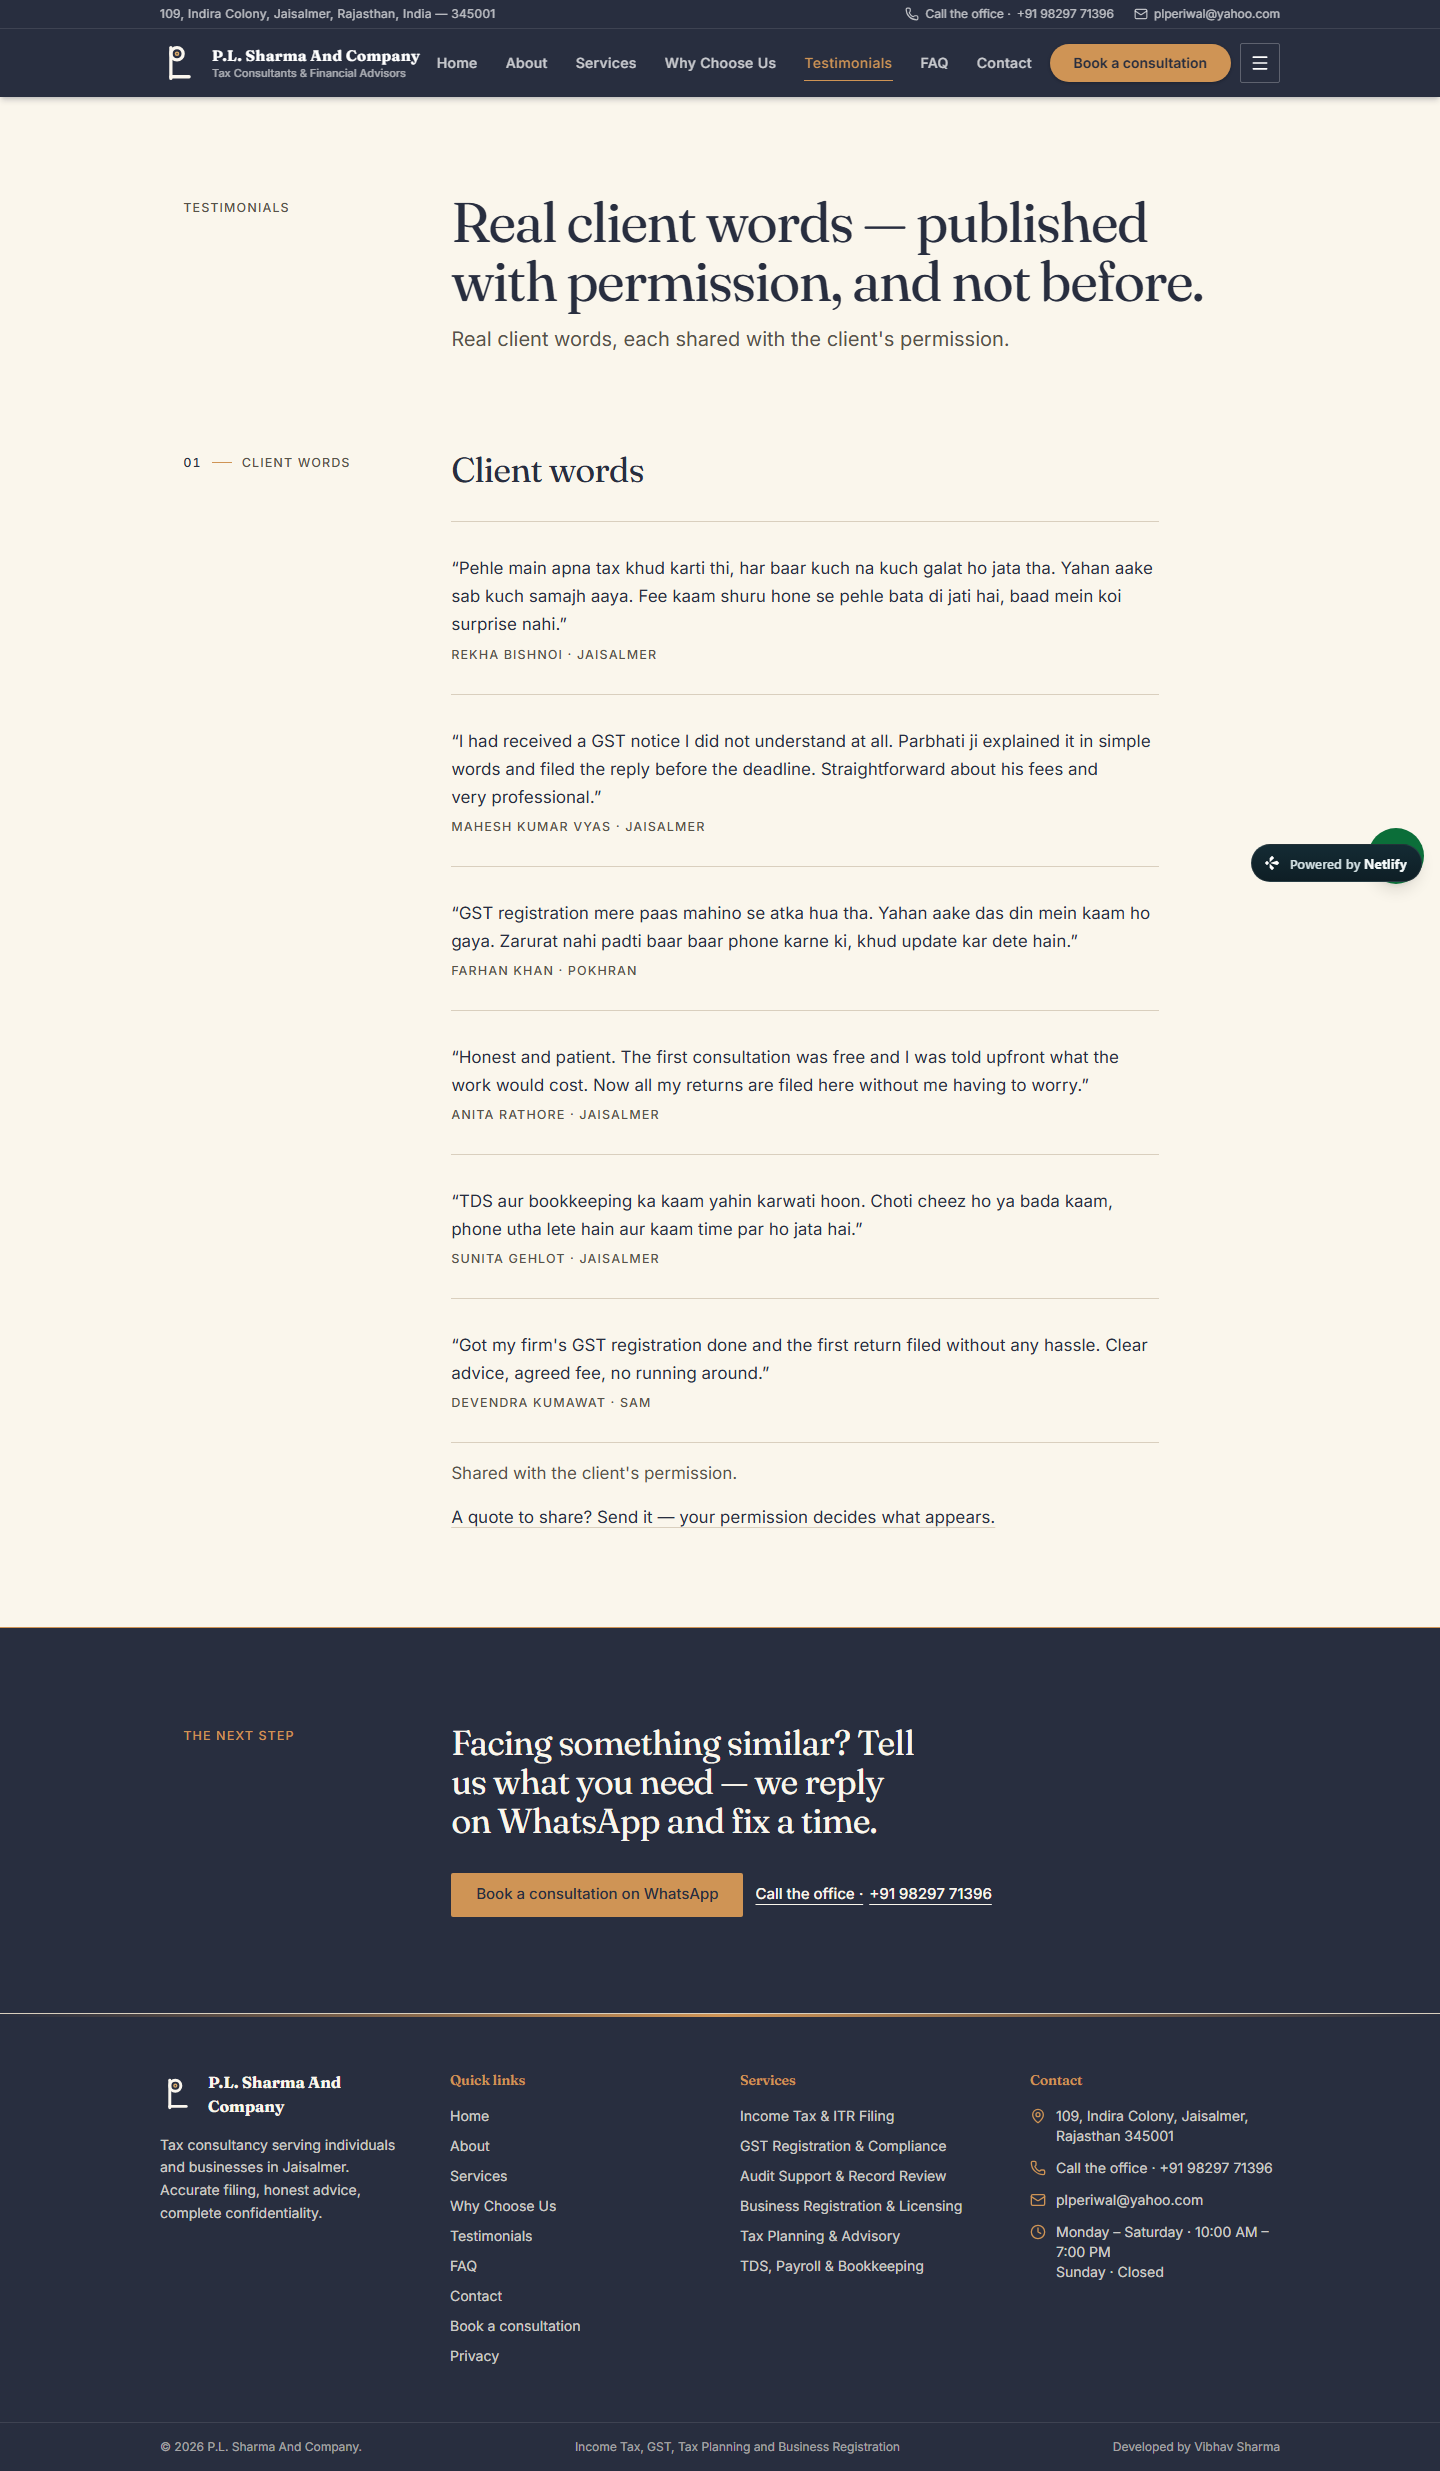 109, Indira Colony, Jaisalmer, Rajasthan, India — 345001
Call the office · +91 98297 71396
plperiwal@yahoo.com
P.L. Sharma And Company
Tax Consultants & Financial Advisors
Home
About
Services
Why Choose Us
Testimonials
FAQ
Contact
Book a consultation
TESTIMONIALS
Real client words — published
with permission, and not before.
Real client words, each shared with the client's permission.
01 — CLIENT WORDS
Client words
“Pehle main apna tax khud karti thi, har baar kuch na kuch galat ho jata tha. Yahan aake
sab kuch samajh aaya. Fee kaam shuru hone se pehle bata di jati hai, baad mein koi
surprise nahi.”
REKHA BISHNOI · JAISALMER
“I had received a GST notice I did not understand at all. Parbhati ji explained it in simple
words and filed the reply before the deadline. Straightforward about his fees and
very professional.”
MAHESH KUMAR VYAS · JAISALMER
“GST registration mere paas mahino se atka hua tha. Yahan aake das din mein kaam ho
gaya. Zarurat nahi padti baar baar phone karne ki, khud update kar dete hain.”
FARHAN KHAN · POKHRAN
“Honest and patient. The first consultation was free and I was told upfront what the
work would cost. Now all my returns are filed here without me having to worry.”
ANITA RATHORE · JAISALMER
“TDS aur bookkeeping ka kaam yahin karwati hoon. Choti cheez ho ya bada kaam,
phone utha lete hain aur kaam time par ho jata hai.”
SUNITA GEHLOT · JAISALMER
“Got my firm's GST registration done and the first return filed without any hassle. Clear
advice, agreed fee, no running around.”
DEVENDRA KUMAWAT · SAM
Shared with the client's permission.
A quote to share? Send it — your permission decides what appears.
Powered by Netlify
THE NEXT STEP
Facing something similar? Tell
us what you need — we reply
on WhatsApp and fix a time.
Book a consultation on WhatsApp
Call the office · +91 98297 71396
P.L. Sharma And
Company
Tax consultancy serving individuals
and businesses in Jaisalmer.
Accurate filing, honest advice,
complete confidentiality.
Quick links
Home
About
Services
Why Choose Us
Testimonials
FAQ
Contact
Book a consultation
Privacy
Services
Income Tax & ITR Filing
GST Registration & Compliance
Audit Support & Record Review
Business Registration & Licensing
Tax Planning & Advisory
TDS, Payroll & Bookkeeping
Contact
109, Indira Colony, Jaisalmer,
Rajasthan 345001
Call the office · +91 98297 71396
plperiwal@yahoo.com
Monday – Saturday · 10:00 AM –
7:00 PM
Sunday · Closed
© 2026 P.L. Sharma And Company.
Income Tax, GST, Tax Planning and Business Registration
Developed by Vibhav Sharma